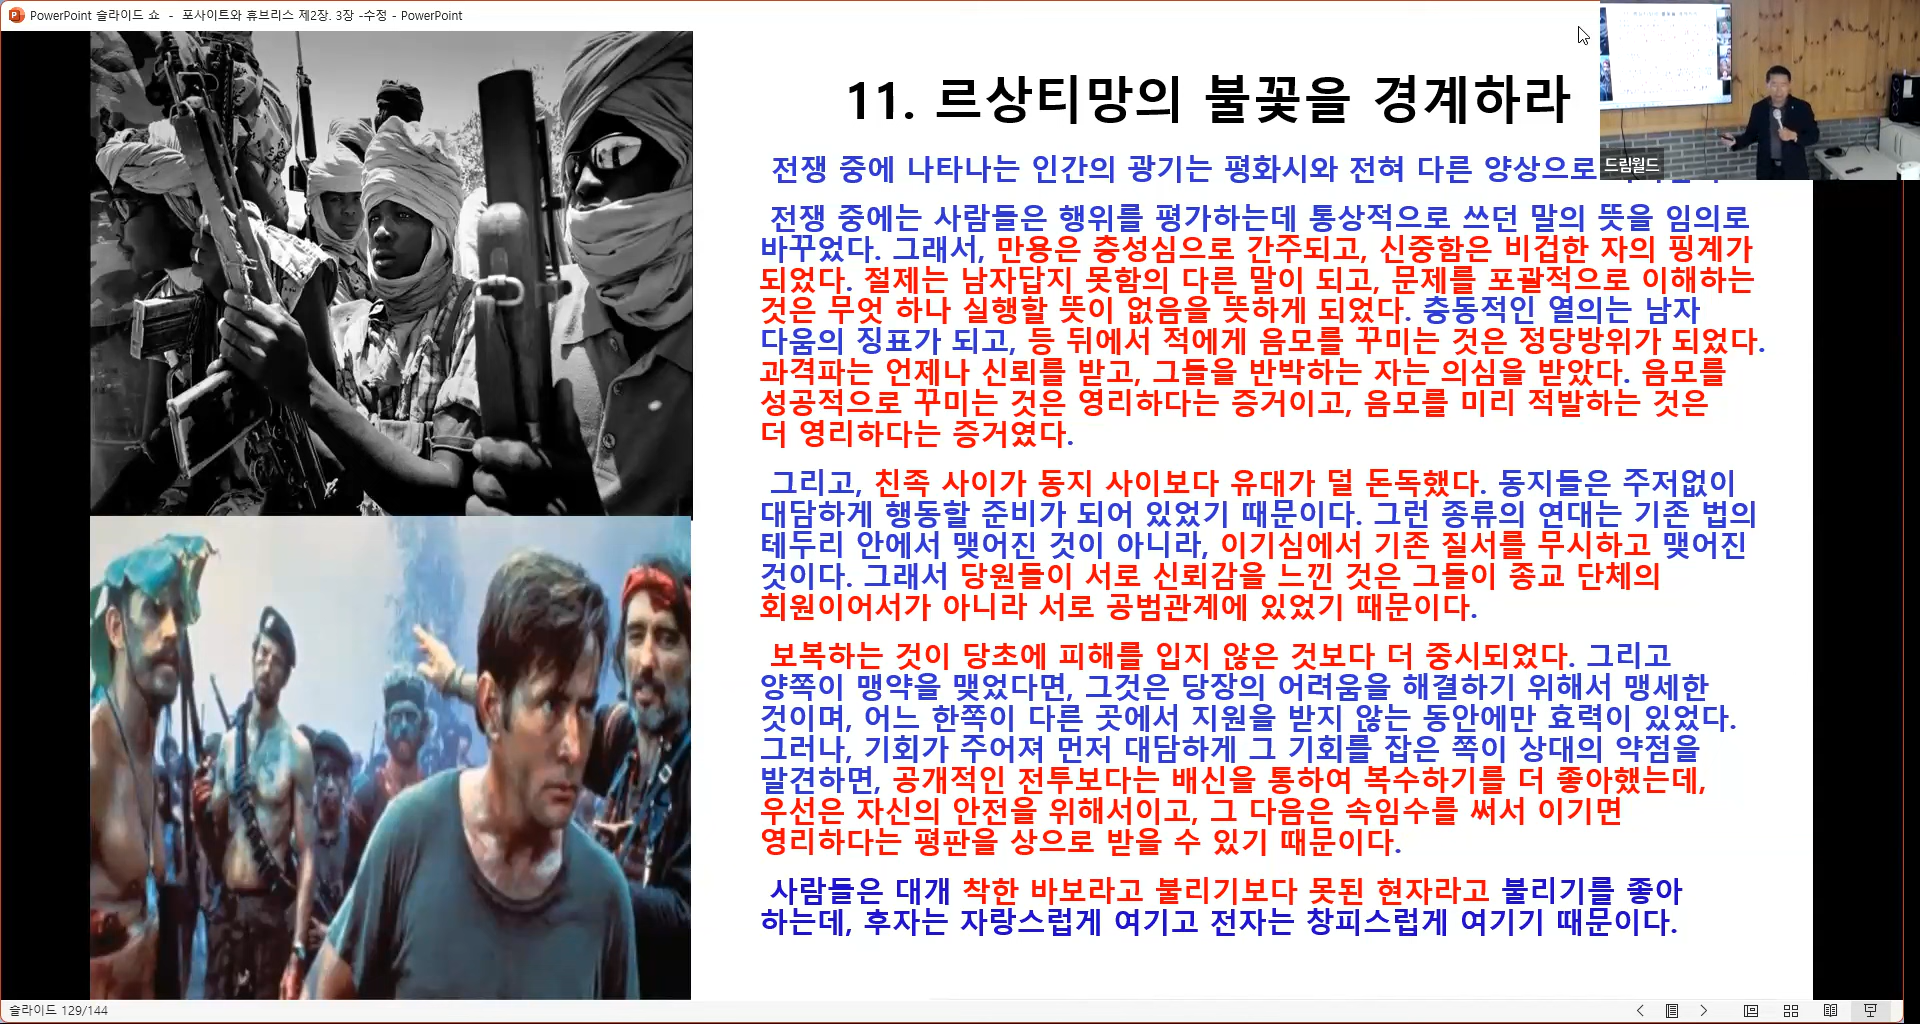 PowerPoint 슬라이드 쇼 - 포사이트와 휴브리스 제2장. 3장 -수정 - PowerPoint
11. 르상티망의 불꽃을 경계하라
드림월드
전쟁 중에 나타나는 인간의 광기는 평화시와 전혀 다른 양상으로
전쟁 중에는 사람들은 행위를 평가하는데 통상적으로 쓰던 말의 뜻을 임의로
바꾸었다. 그래서, 만용은 충성심으로 간주되고, 신중함은 비겁한 자의 핑계가
되었다. 절제는 남자답지 못함의 다른 말이 되고, 문제를 포괄적으로 이해하는
것은 무엇 하나 실행할 뜻이 없음을 뜻하게 되었다. 충동적인 열의는 남자
다움의 징표가 되고, 등 뒤에서 적에게 음모를 꾸미는 것은 정당방위가 되었다.
과격파는 언제나 신뢰를 받고, 그들을 반박하는 자는 의심을 받았다. 음모를
성공적으로 꾸미는 것은 영리하다는 증거이고, 음모를 미리 적발하는 것은
더 영리하다는 증거였다.
그리고, 친족 사이가 동지 사이보다 유대가 덜 돈독했다. 동지들은 주저없이
대담하게 행동할 준비가 되어 있었기 때문이다. 그런 종류의 연대는 기존 법의
테두리 안에서 맺어진 것이 아니라, 이기심에서 기존 질서를 무시하고 맺어진
것이다. 그래서 당원들이 서로 신뢰감을 느낀 것은 그들이 종교 단체의
회원이어서가 아니라 서로 공범관계에 있었기 때문이다.
보복하는 것이 당초에 피해를 입지 않은 것보다 더 중시되었다. 그리고
양쪽이 맹약을 맺었다면, 그것은 당장의 어려움을 해결하기 위해서 맹세한
것이며, 어느 한쪽이 다른 곳에서 지원을 받지 않는 동안에만 효력이 있었다.
그러나, 기회가 주어져 먼저 대담하게 그 기회를 잡은 쪽이 상대의 약점을
발견하면, 공개적인 전투보다는 배신을 통하여 복수하기를 더 좋아했는데,
우선은 자신의 안전을 위해서이고, 그 다음은 속임수를 써서 이기면
영리하다는 평판을 상으로 받을 수 있기 때문이다.
사람들은 대개 착한 바보라고 불리기보다 못된 현자라고 불리기를 좋아
하는데, 후자는 자랑스럽게 여기고 전자는 창피스럽게 여기기 때문이다.
슬라이드 129/144